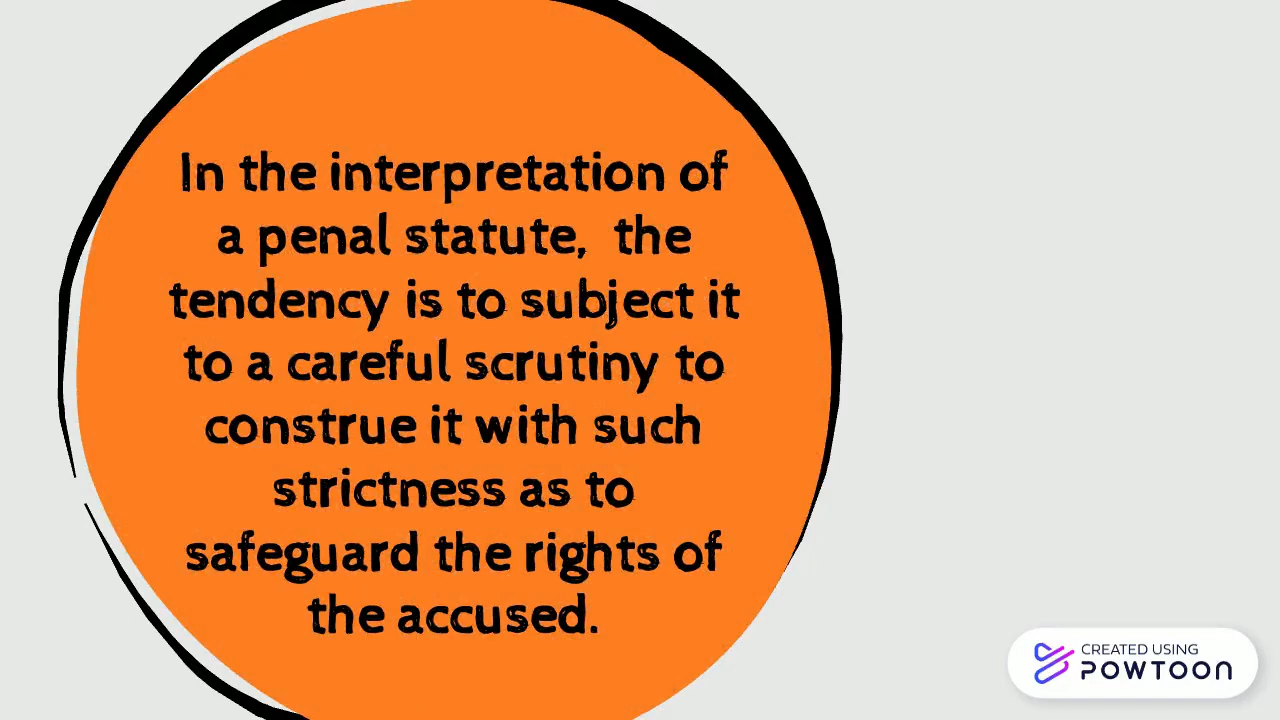 In the interpretation of
a penal statute, the
tendency is to subject it
to a careful scrutiny to
construe it with such
strictness as to
safeguard the rights of
the accused.
CREATED USING
POWTOON